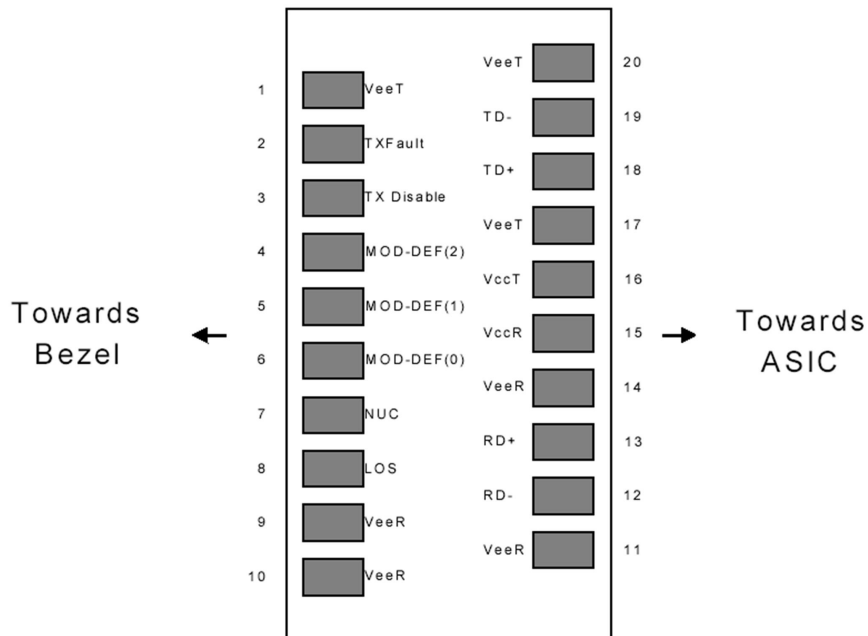 1 VeeT
2 TXFault
3 TX Disable
4 MOD-DEF(2)
5 MOD-DEF(1)
6 MOD-DEF(0)
7 NUC
8 LOS
9 VeeR
10 VeeR
VeeT 20
TD- 19
TD+ 18
VeeT 17
VccT 16
VccR 15
VeeR 14
RD+ 13
RD- 12
VeeR 11
Towards
Bezel
Towards
ASIC